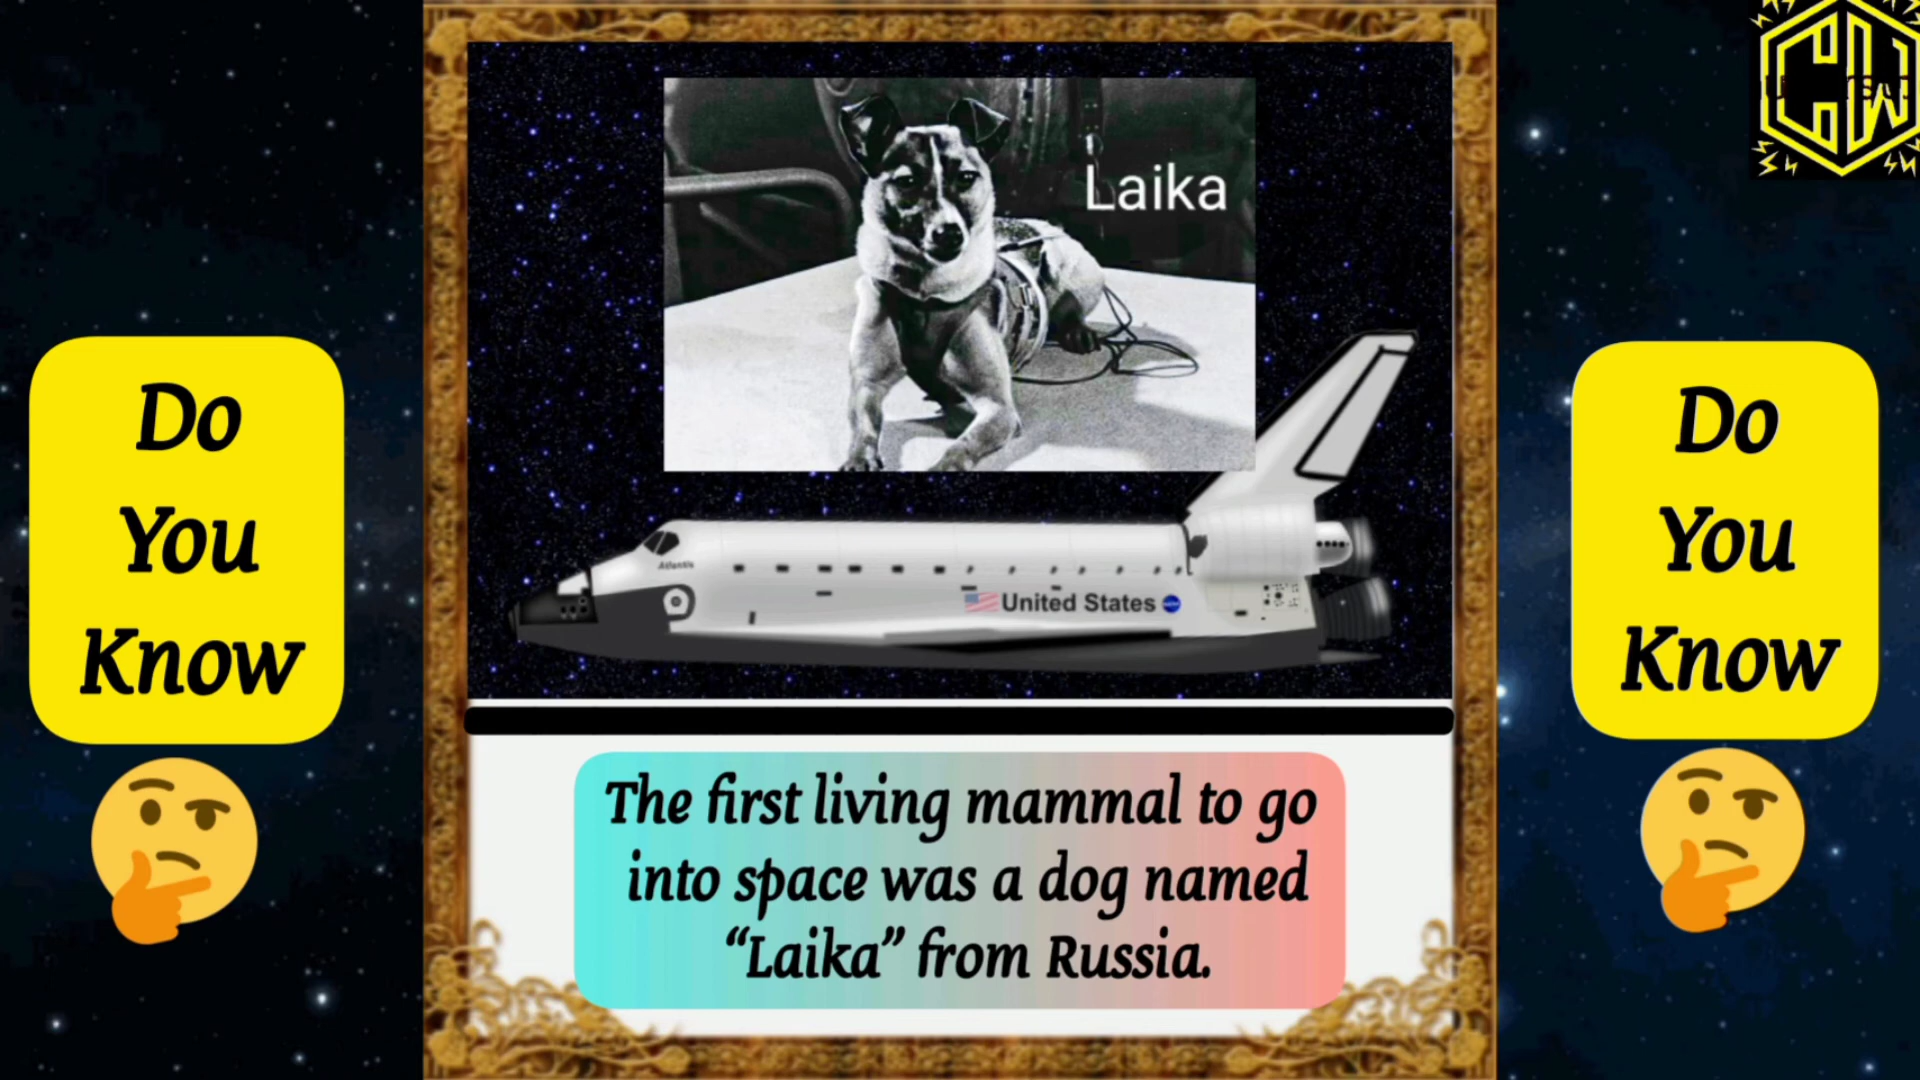 Laika
Do
You
Know
Do
You
Know
Atlantis
United States
The first living mammal to go
into space was a dog named
“Laika” from Russia.
CW